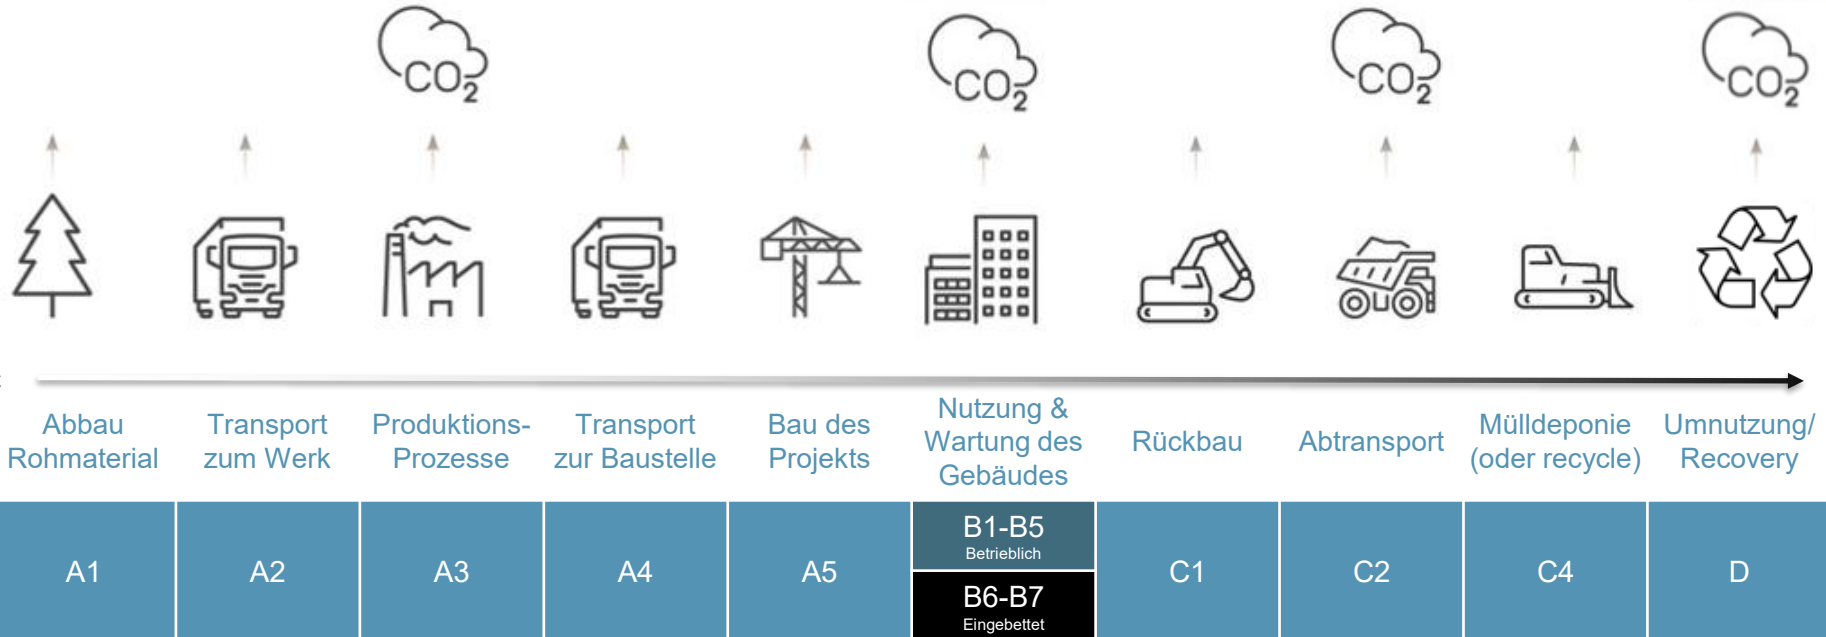 CO2
CO2
CO2
CO2
Abbau
Rohmaterial
Transport
zum Werk
Produktions-
Prozesse
Transport
zur Baustelle
Bau des
Projekts
Nutzung &
Wartung des
Gebäudes
Rückbau
Abtransport
Mülldeponie
(oder recycle)
Umnutzung/
Recovery
A1
A2
A3
A4
A5
B1-B5
Betrieblich
B6-B7
Eingebettet
C1
C2
C4
D